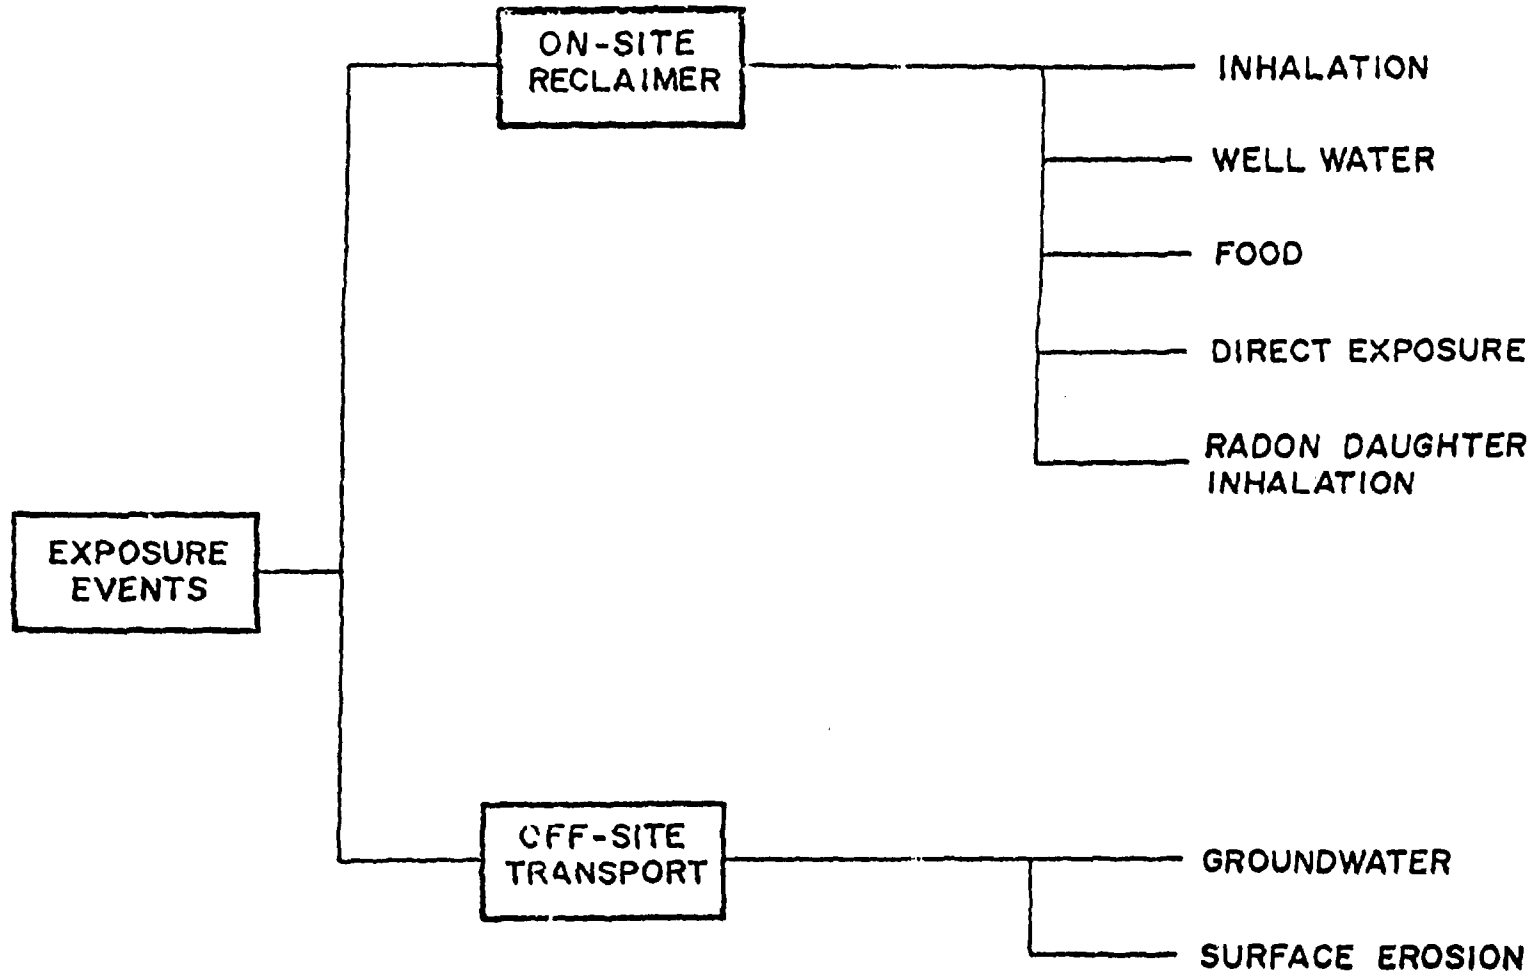 ON-SITE
RECLAIMER
INHALATION
WELL WATER
FOOD
DIRECT EXPOSURE
RADON DAUGHTER
INHALATION
EXPOSURE
EVENTS
OFF-SITE
TRANSPORT
GROUNDWATER
SURFACE EROSION